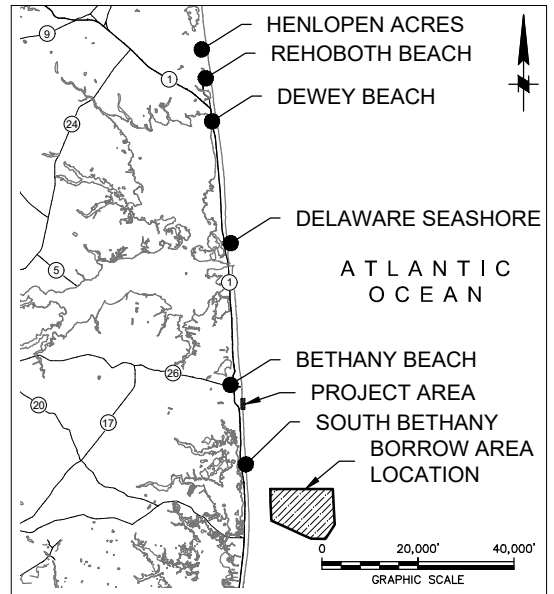 HENLOPEN ACRES
9
REHOBOTH BEACH
1
DEWEY BEACH
24
DELAWARE SEASHORE
5
1
ATLANTIC
OCEAN
BETHANY BEACH
26
PROJECT AREA
20
17
SOUTH BETHANY
BORROW AREA
LOCATION
0 20,000' 40,000'
GRAPHIC SCALE